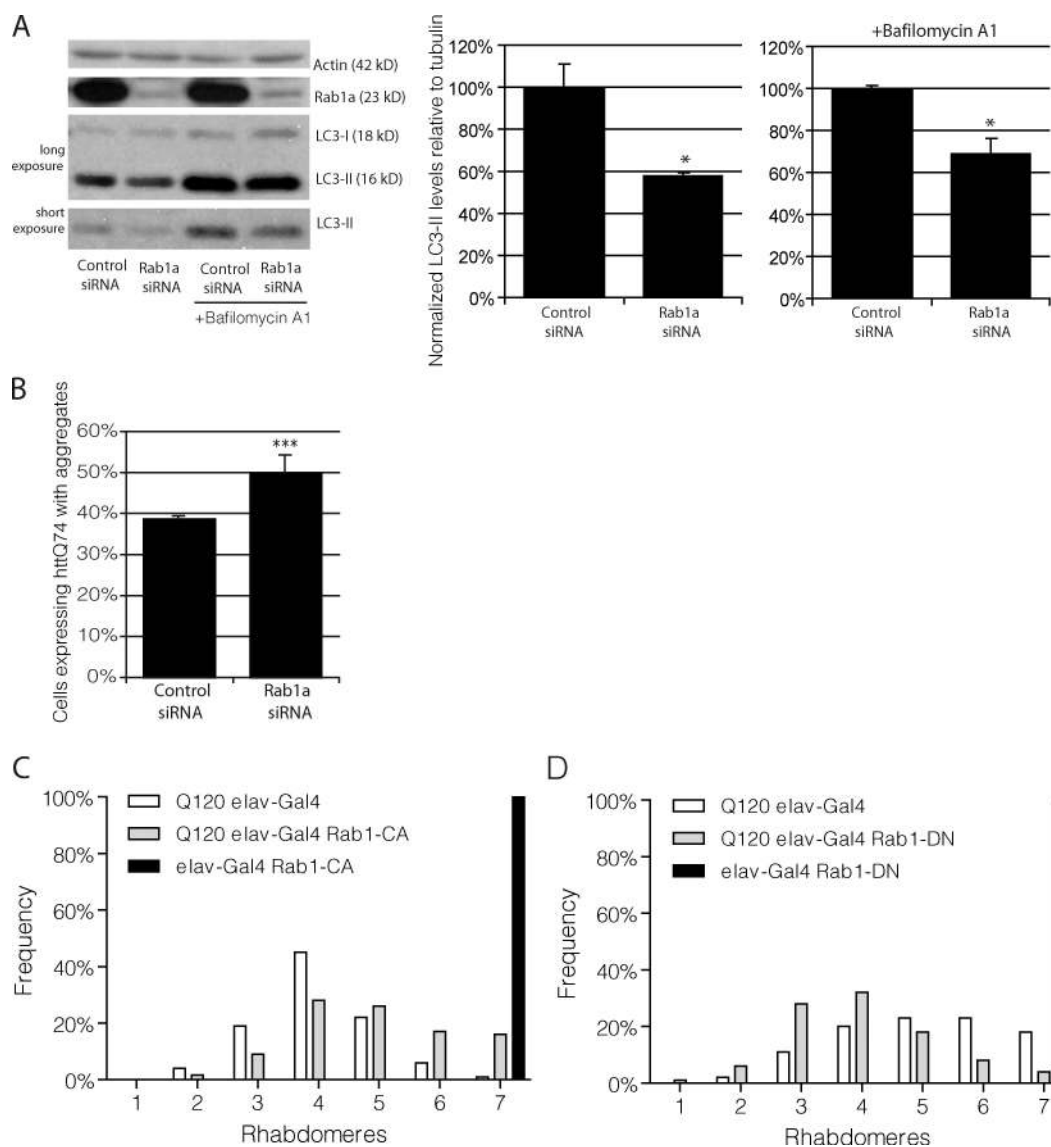 A
Actin (42 kD)
Rab1a (23 kD)
long
exposure
LC3-I (18 kD)
LC3-II (16 kD)
short
exposure
LC3-II
Control
siRNA
Rab1a
siRNA
Control
siRNA
Rab1a
siRNA
+Bafilomycin A1
Normalized LC3-II levels relative to tubulin
120%
100%
80%
60%
40%
20%
0%
*
Control
siRNA
Rab1a
siRNA
+Bafilomycin A1
120%
100%
80%
60%
40%
20%
0%
*
Control
siRNA
Rab1a
siRNA
B
Cells expressing httQ74 with aggregates
60%
50%
40%
30%
20%
10%
0%
***
Control
siRNA
Rab1a
siRNA
C
Frequency
100%
80%
60%
40%
20%
0%
Q120 elav-Gal4
Q120 elav-Gal4 Rab1-CA
elav-Gal4 Rab1-CA
1 2 3 4 5 6 7
Rhabdomeres
D
Frequency
100%
80%
60%
40%
20%
0%
Q120 elav-Gal4
Q120 elav-Gal4 Rab1-DN
elav-Gal4 Rab1-DN
1 2 3 4 5 6 7
Rhabdomeres